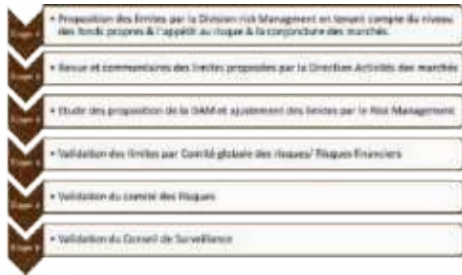 Etape 1
• Proposition des limites par la Division risk Management en tenant compte du niveau
des fonds propres & l'appétit au risque & la conjoncture des marchés.
• Revue et commentaires des limites proposées par la Direction Activités des marchés
• Etude des proposition de la DAM et ajustement des limites par le Risk Management
• Validation des limites par Comité globale des risques/ Risques financiers
• Validation du comité des Risques
• Validation du Conseil de Surveillance